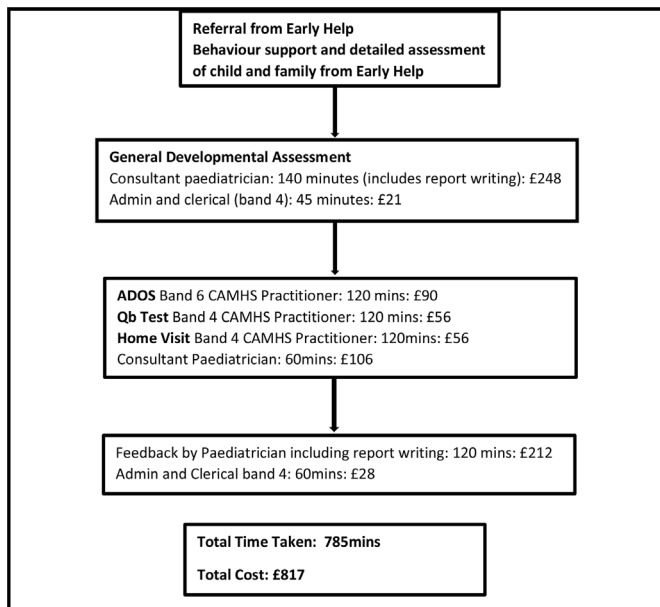 Referral from Early Help
Behaviour support and detailed assessment
of child and family from Early Help
General Developmental Assessment
Consultant paediatrician: 140 minutes (includes report writing): £248
Admin and clerical (band 4): 45 minutes: £21
ADOS Band 6 CAMHS Practitioner: 120 mins: £90
Qb Test Band 4 CAMHS Practitioner: 120 mins: £56
Home Visit Band 4 CAMHS Practitioner: 120mins: £56
Consultant Paediatrician: 60mins: £106
Feedback by Paediatrician including report writing: 120 mins: £212
Admin and Clerical band 4: 60mins: £28
Total Time Taken: 785mins
Total Cost: £817